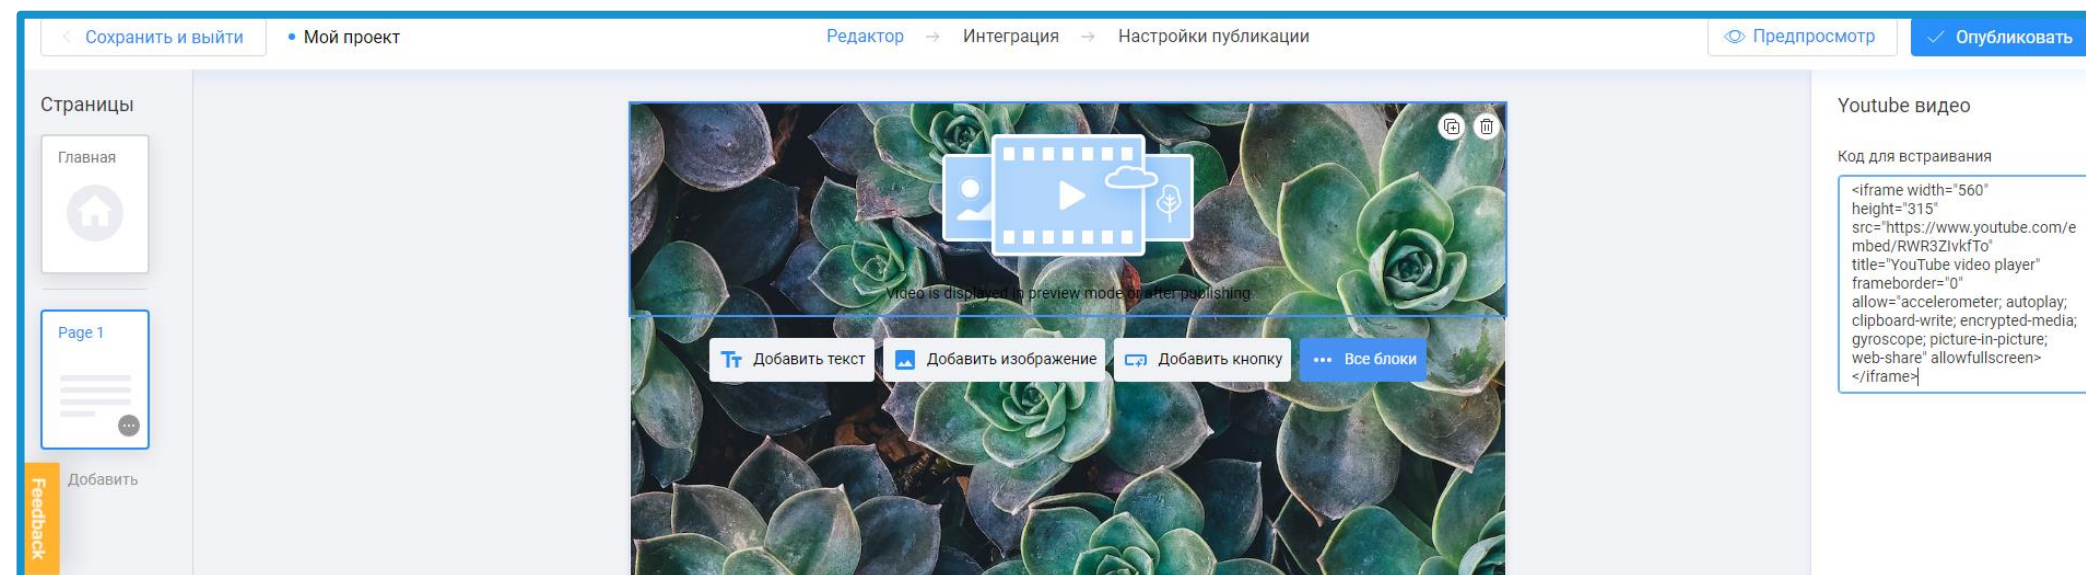 Сохранить и выйти
Мой проект
Редактор → Интеграция → Настройки публикации
Предпросмотр
Опубликовать
Страницы
Главная
Page 1
Добавить
Feedback
Video is displayed in preview mode or after publishing.
Добавить текст
Добавить изображение
Добавить кнопку
Все блоки
Youtube видео
Код для встраивания
<iframe width="560"
height="315"
src="https://www.youtube.com/e
mbed/RWR3ZIvkfTo"
title="YouTube video player"
frameborder="0"
allow="accelerometer; autoplay;
clipboard-write; encrypted-media;
gyroscope; picture-in-picture;
web-share" allowfullscreen>
</iframe>